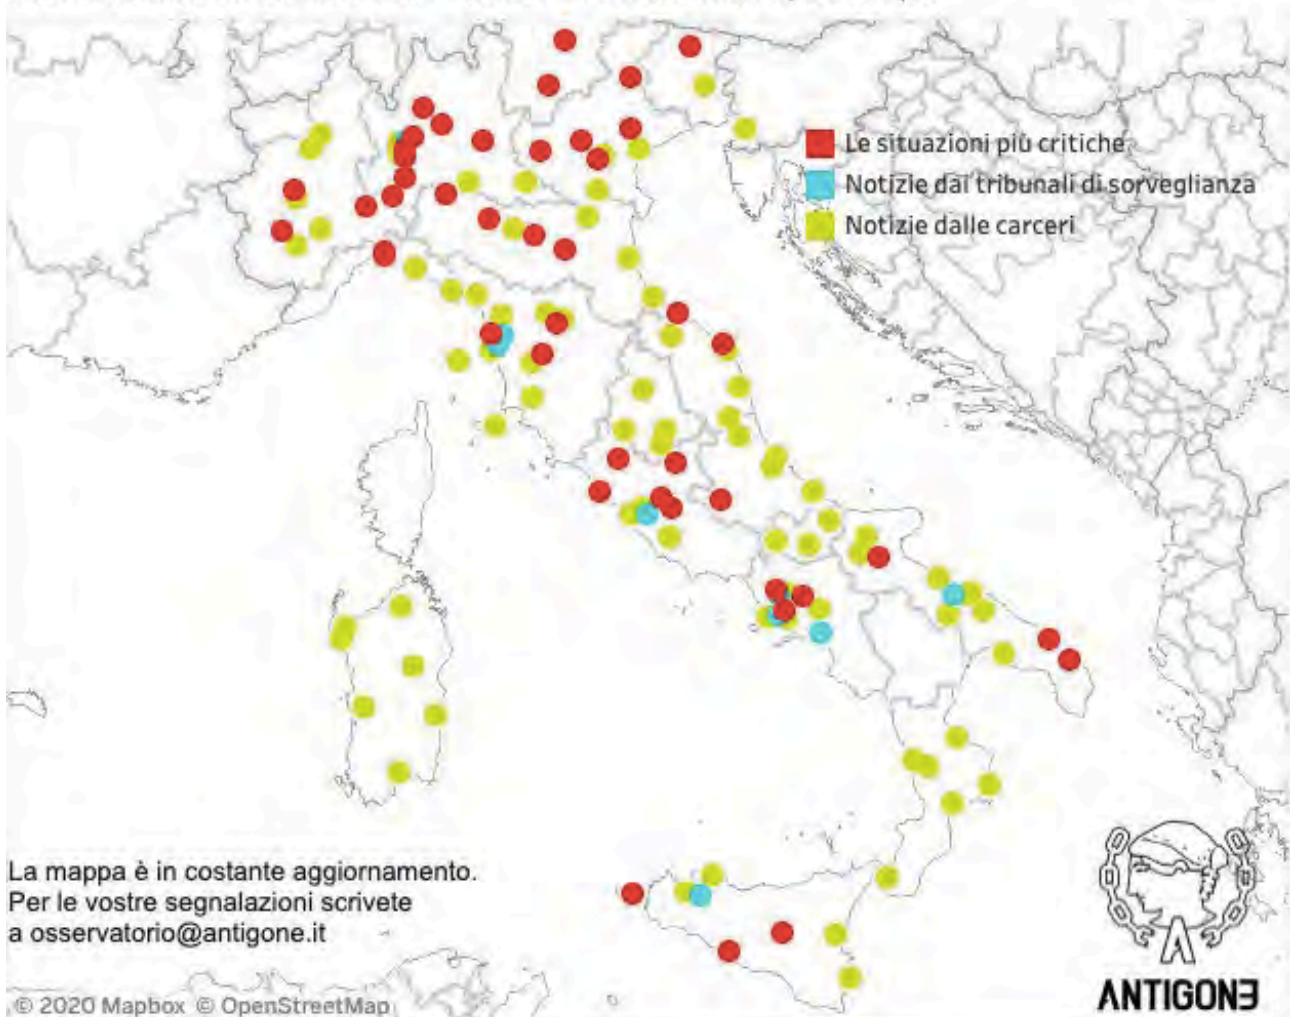 Le situazioni più critiche
Notizie dai tribunali di sorveglianza
Notizie dalle carceri
La mappa è in costante aggiornamento.
Per le vostre segnalazioni scrivete
a osservatorio@antigone.it
© 2020 Mapbox © OpenStreetMap
ANTIGONE